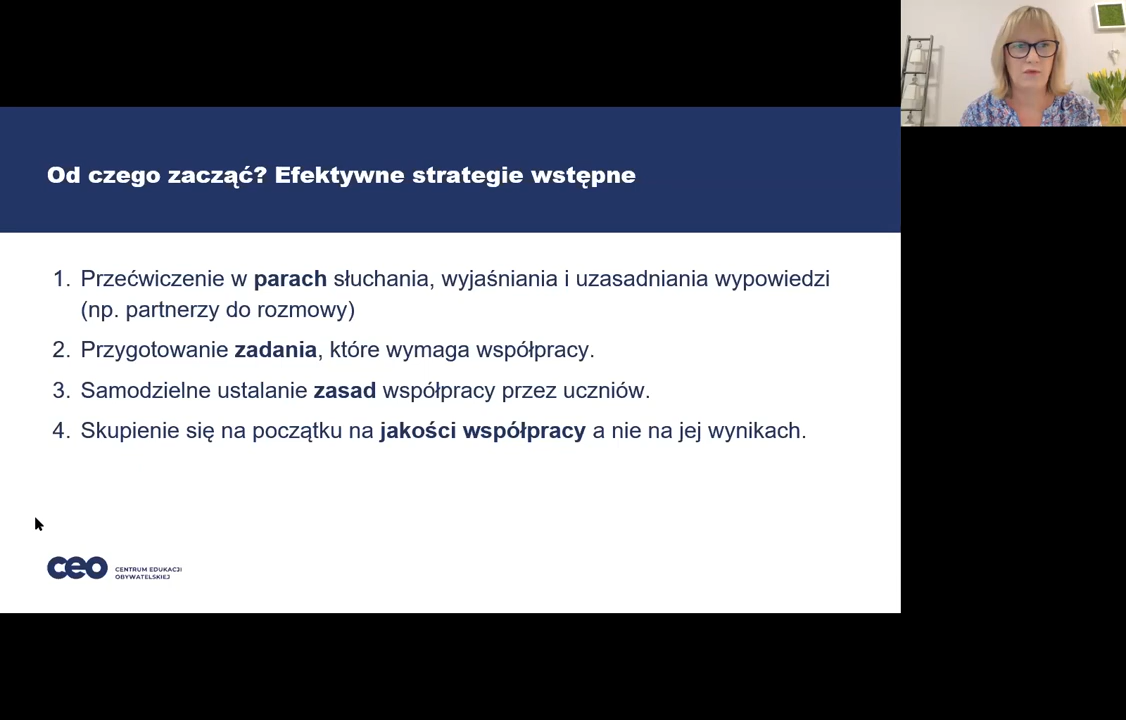 Od czego zacząć? Efektywne strategie wstępne
1. Przećwiczenie w parach słuchania, wyjaśniania i uzasadniania wypowiedzi
(np. partnerzy do rozmowy)
2. Przygotowanie zadania, które wymaga współpracy.
3. Samodzielne ustalanie zasad współpracy przez uczniów.
4. Skupienie się na początku na jakości współpracy a nie na jej wynikach.
ceo CENTRUM EDUKACJI
OBYWATELSKIEJ